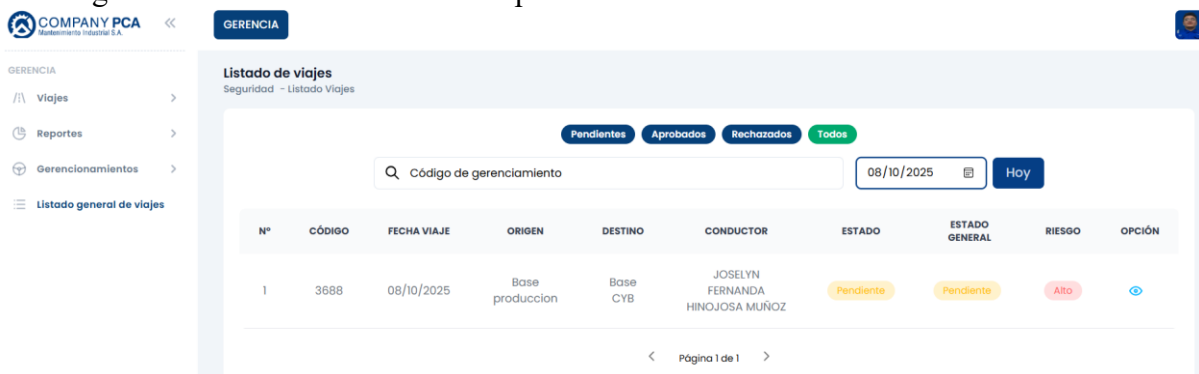 COMPANY PCA
Mantenimiento Industrial S.A.
GERENCIA
GERENCIA
Viajes
Reportes
Gerencionamientos
Listado general de viajes
Listado de viajes
Seguridad - Listado Viajes
Pendientes Aprobados Rechazados Todos
Código de gerenciamiento 08/10/2025 Hoy
N° CÓDIGO FECHA VIAJE ORIGEN DESTINO CONDUCTOR ESTADO ESTADO GENERAL RIESGO OPCIÓN
1 3688 08/10/2025 Base produccion Base CYB JOSELYN FERNANDA HINOJOSA MUÑOZ Pendiente Pendiente Alto
Página 1 de 1